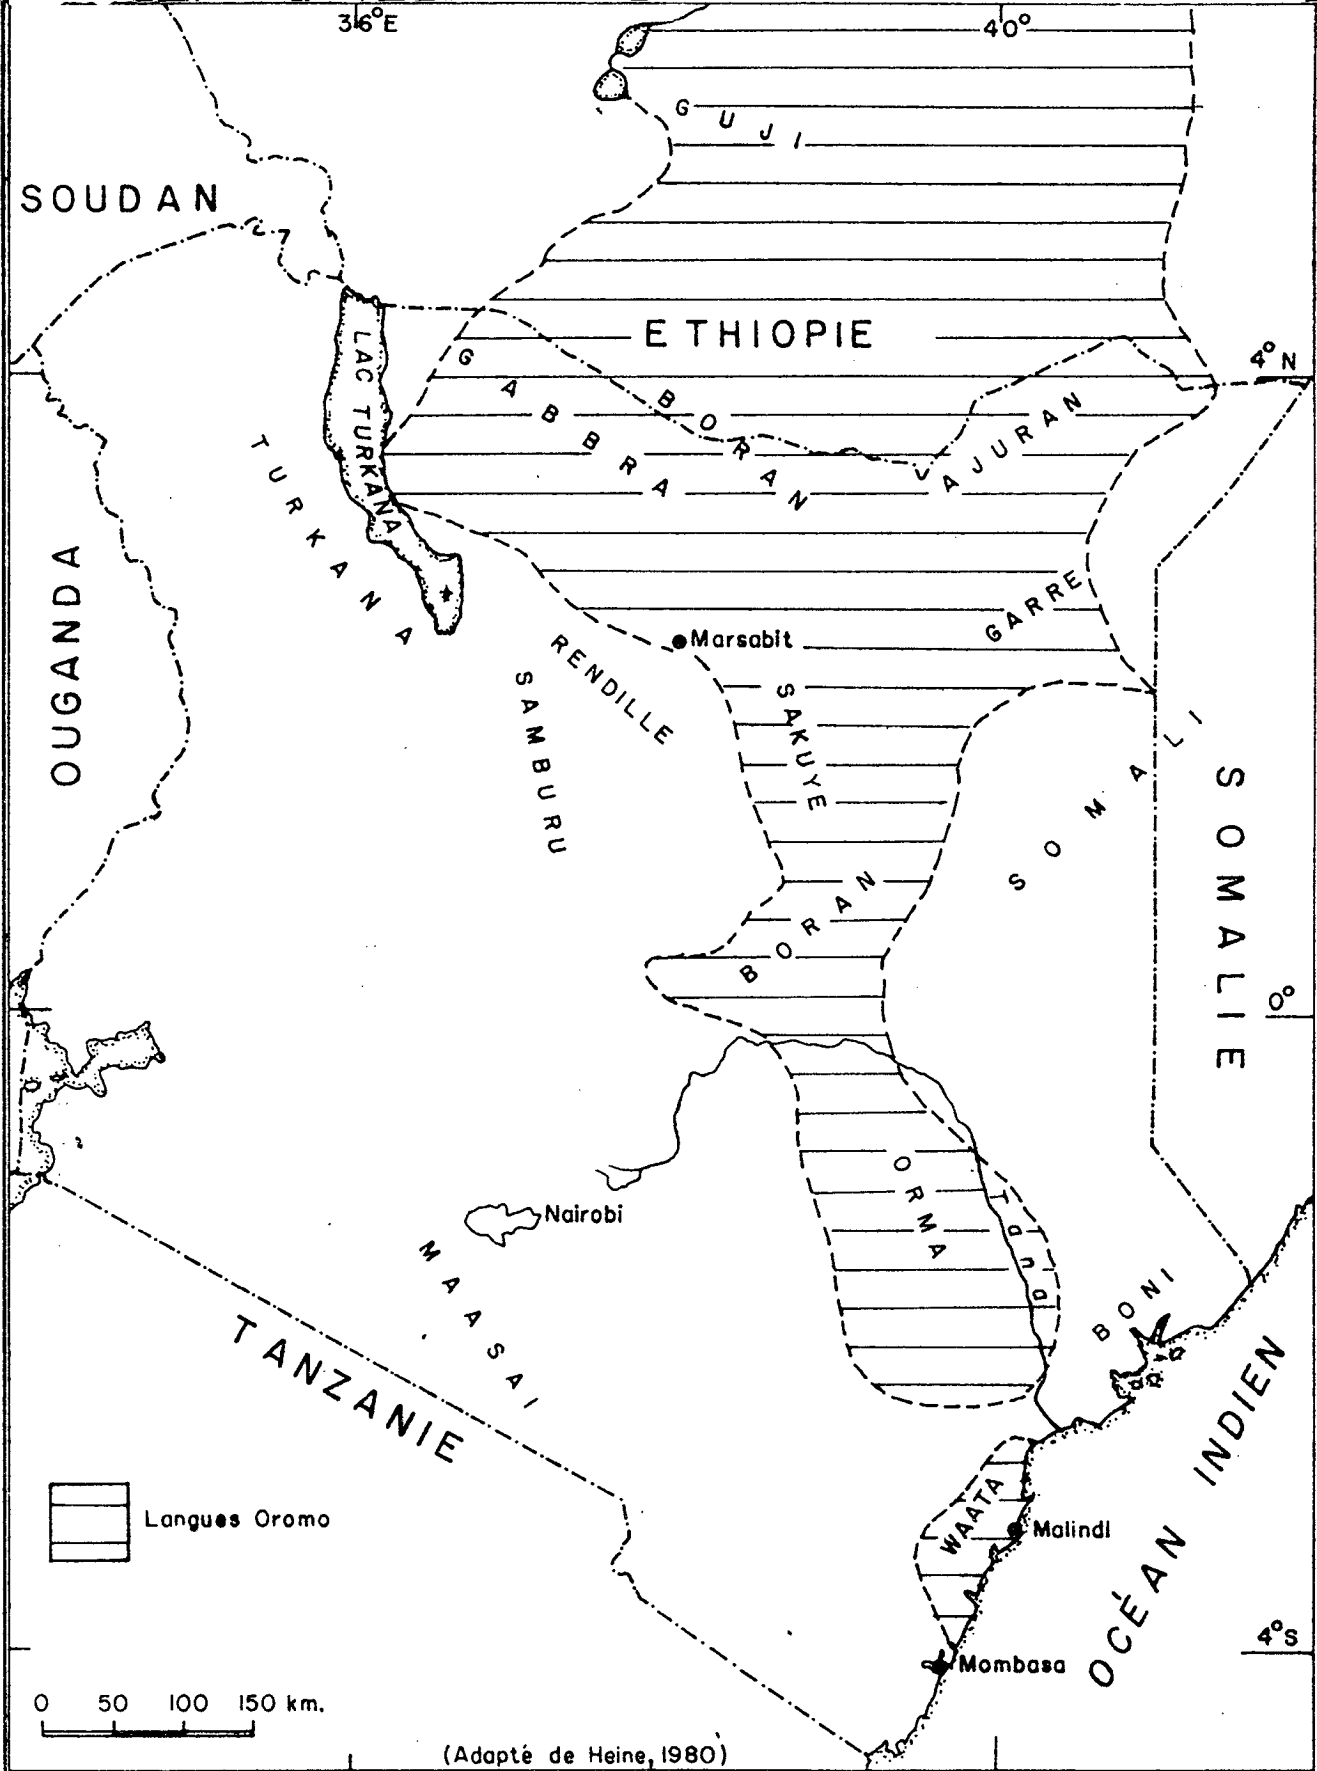 36°E
40°
GUJI
SOUDAN
ETHIOPIE
4°N
LAC TURKANA
GABBRA
BORAN
AJURAN
TURKANA
OUGANDA
GARRE
Marsabit
RENDILLE
SAMBURU
SAKUYE
SOMALI
SOMALIE
BORAN
0°
ORMA
Tana
Nairobi
MAASAI
BONI
TANZANIE
OCÉAN INDIEN
WAATA
Langues Oromo
Malindi
4°S
Mombasa
0 50 100 150 km.
(Adapté de Heine, 1980)